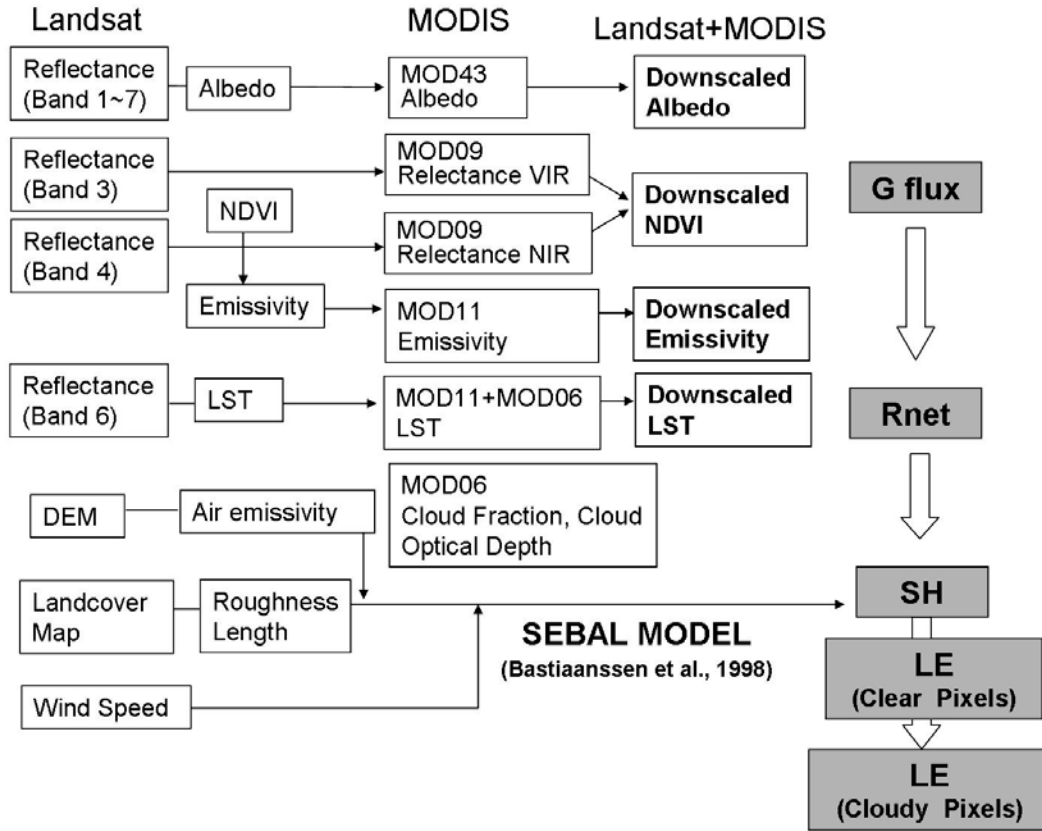 Landsat
MODIS
Landsat+MODIS
Reflectance
(Band 1~7)
Albedo
MOD43
Albedo
Downscaled
Albedo
Reflectance
(Band 3)
MOD09
Relectance VIR
NDVI
Downscaled
NDVI
G flux
Reflectance
(Band 4)
MOD09
Relectance NIR
Emissivity
MOD11
Emissivity
Downscaled
Emissivity
Reflectance
(Band 6)
LST
MOD11+MOD06
LST
Downscaled
LST
Rnet
DEM
Air emissivity
MOD06
Cloud Fraction, Cloud
Optical Depth
Landcover
Map
Roughness
Length
SH
SEBAL MODEL
(Bastiaanssen et al., 1998)
LE
(Clear Pixels)
Wind Speed
LE
(Cloudy Pixels)